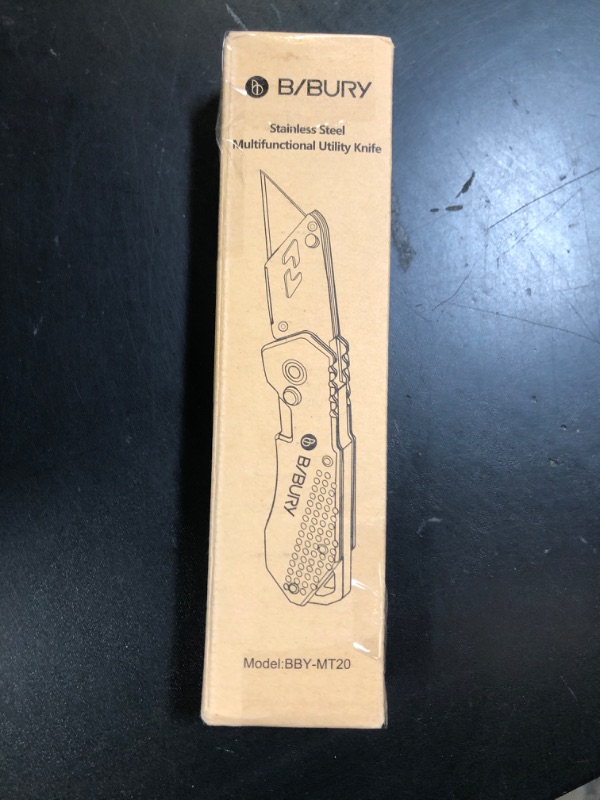 B/BURY
Stainless Steel
Multifunctional Utility Knife
B/BURY
Model:BBY-MT20